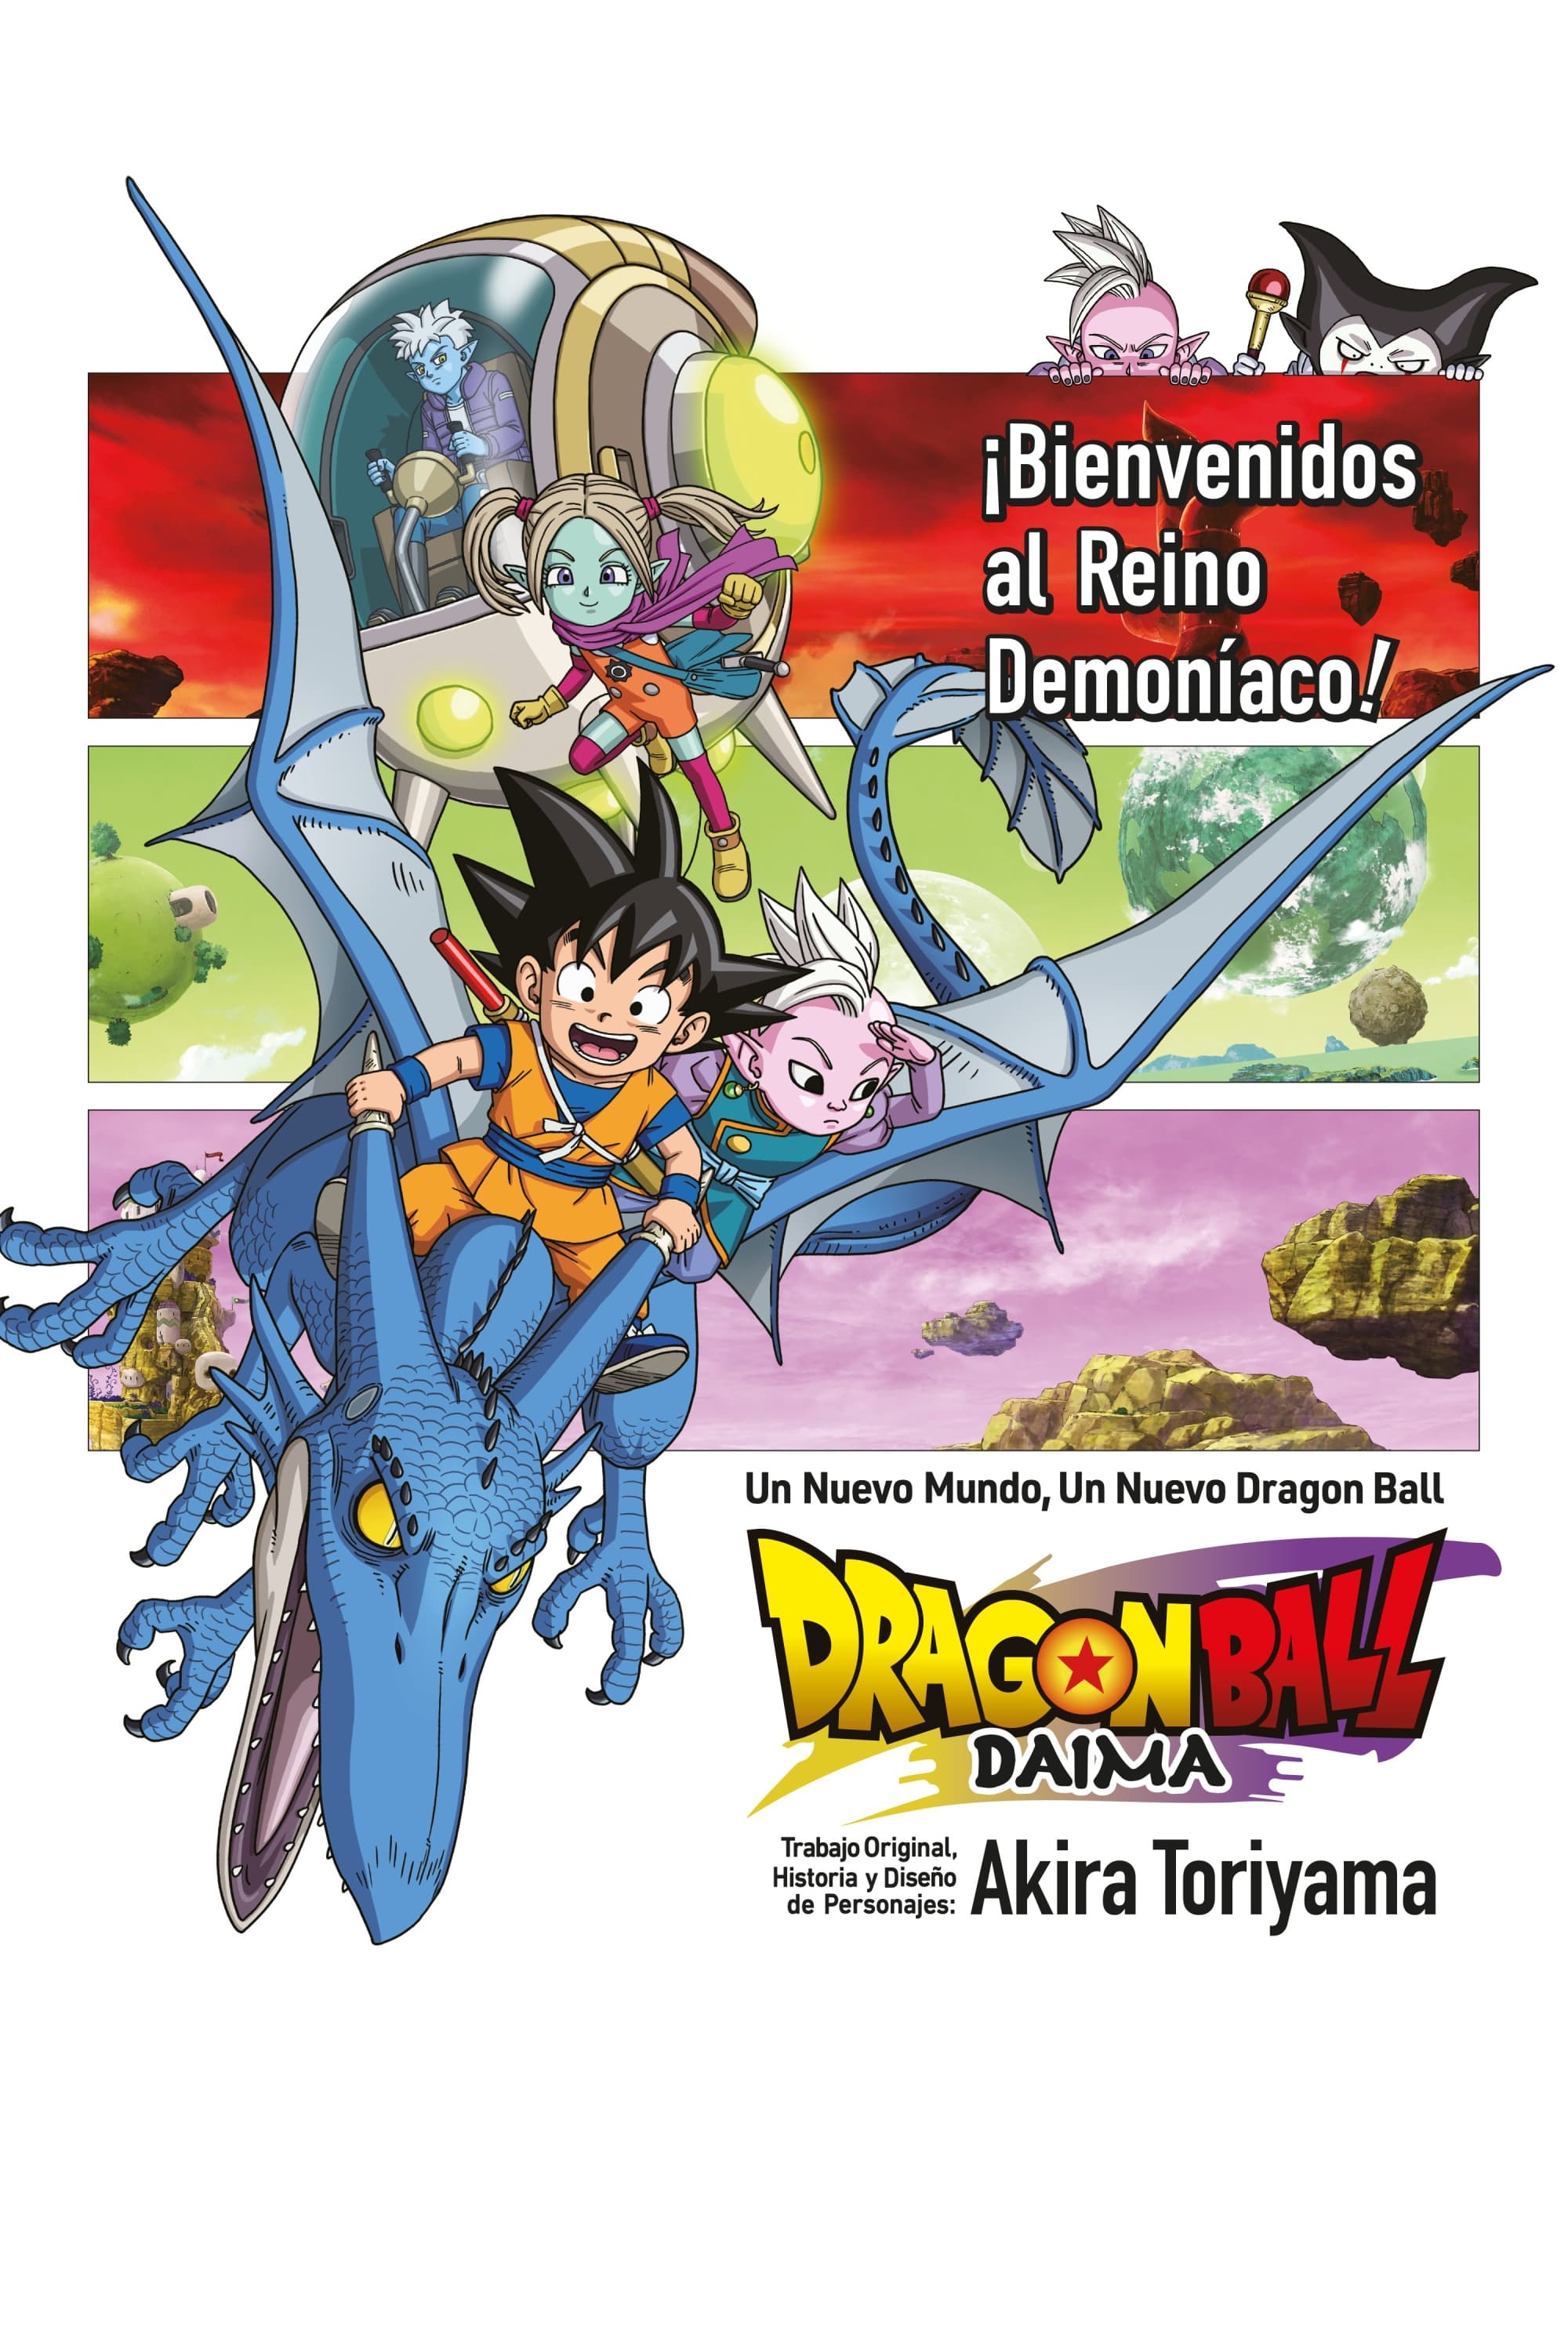 ¡Bienvenidos
al Reino
Demoníaco!
Un Nuevo Mundo, Un Nuevo Dragon Ball
DRAGON BALL
DAIMA
Trabajo Original,
Historia y Diseño
de Personajes:
Akira Toriyama